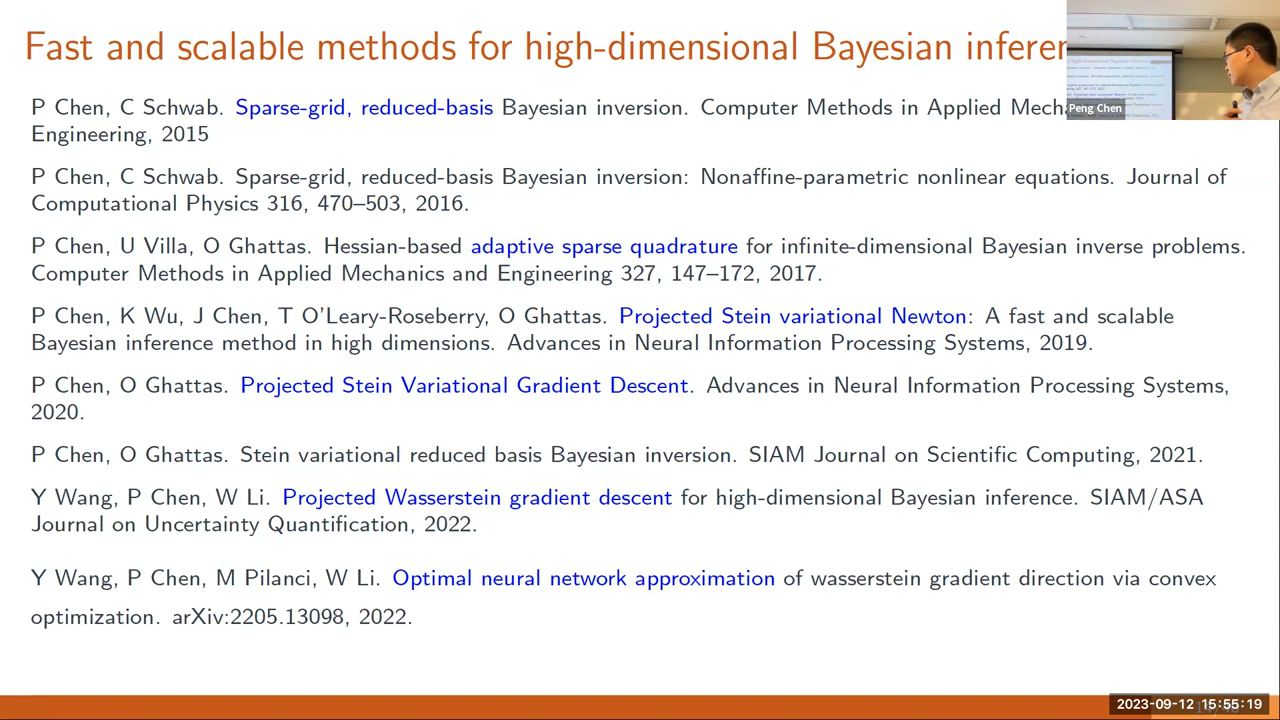 Fast and scalable methods for high-dimensional Bayesian
P Chen, C Schwab. Sparse-grid, reduced-basis Bayesian inversion. Computer Methods in Applied
Engineering, 2015
P Chen, C Schwab. Sparse-grid, reduced-basis Bayesian inversion: Nonaffine-parametric nonlinear equations. Journal of
Computational Physics 316, 470–503, 2016.
P Chen, U Villa, O Ghattas. Hessian-based adaptive sparse quadrature for infinite-dimensional Bayesian inverse problems.
Computer Methods in Applied Mechanics and Engineering 327, 147–172, 2017.
P Chen, K Wu, J Chen, T O'Leary-Roseberry, O Ghattas. Projected Stein variational Newton: A fast and scalable
Bayesian inference method in high dimensions. Advances in Neural Information Processing Systems, 2019.
P Chen, O Ghattas. Projected Stein Variational Gradient Descent. Advances in Neural Information Processing Systems,
2020.
P Chen, O Ghattas. Stein variational reduced basis Bayesian inversion. SIAM Journal on Scientific Computing, 2021.
Y Wang, P Chen, W Li. Projected Wasserstein gradient descent for high-dimensional Bayesian inference. SIAM/ASA
Journal on Uncertainty Quantification, 2022.
Y Wang, P Chen, M Pilanci, W Li. Optimal neural network approximation of wasserstein gradient direction via convex
optimization. arXiv:2205.13098, 2022.
Peng Chen
2023-09-12 15:55:19